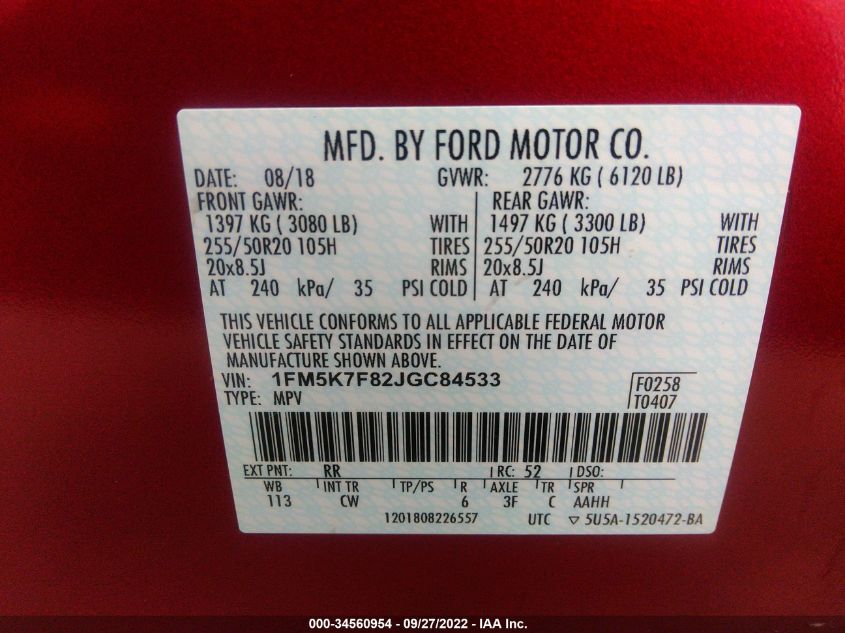 MFD. BY FORD MOTOR CO.
DATE: 08/18 GVWR: 2776 KG ( 6120 LB)
FRONT GAWR: REAR GAWR:
1397 KG ( 3080 LB) WITH 1497 KG ( 3300 LB) WITH
255/50R20 105H TIRES 255/50R20 105H TIRES
20x8.5J RIMS 20x8.5J RIMS
AT 240 kPa/ 35 PSI COLD AT 240 kPa/ 35 PSI COLD
THIS VEHICLE CONFORMS TO ALL APPLICABLE FEDERAL MOTOR
VEHICLE SAFETY STANDARDS IN EFFECT ON THE DATE OF
MANUFACTURE SHOWN ABOVE.
VIN: 1FM5K7F82JGC84533 F0258
TYPE: MPV T0407
EXT PNT: RR RC: 52 DSO:
WB INT TR TP/PS R AXLE TR SPR
113 CW 6 3F C AAHH
1201808226557 UTC ▽ 5U5A-1520472-BA
000-34560954 - 09/27/2022 - IAA Inc.